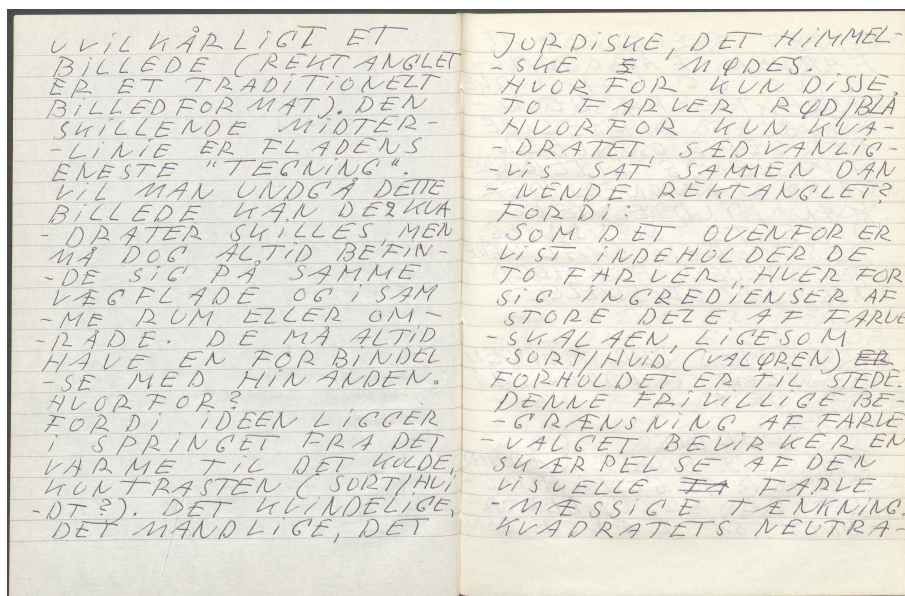 UVILKÅRLIGT ET
BILLEDE (REKTANGLET
ER ET TRADITIONELT
BILLEDFORMAT). DEN
SKILLENDE MIDTER-
-LINIE ER FLADENS
ENESTE "TEGNING".
VIL MAN UNDGÅ DETTE
BILLEDE KAN DE 2 KVA
-DRATER SKILLES, MEN
MÅ DOG ALTID BEFIN-
-DE SIG PÅ SAMME
VÆGFLADE OG I SAM
-ME RUM ELLER OM-
-RÅDE. DE MÅ ALTID
HAVE EN FORBINDEL
-SE MED HINANDEN.
HVORFOR?
FORDI IDEEN LIGGER
I SPRINGET FRA DET
VARME TIL DET KOLDE,
KONTRASTEN (SORT/HVI
-DT?). DET KVINDELIGE,
DET MANDLIGE, DET
JORDISKE, DET HIMMEL-
-SKE MØDES.
HVORFOR KUN DISSE
TO FARVER RØD/BLÅ
HVORFOR KUN KVA-
-DRATET, SÆDVANLIG-
-VIS SAT SAMMEN DAN
-NENDE REKTANGLET?
FORDI:
SOM DET OVENFOR ER
VIST INDEHOLDER DE
TO FARVER, HVER FOR
SIG INGREDIENSER AF
STORE DELE AF FARVE
-SKALAEN, LIGESOM
SORT/HVID (VALØREN) ER
FORHOLDET ER TIL STEDE.
DENNE FRIVILLIGE BE-
-GRÆNSNING AF FARVE
-VALGET BEVIRKER EN
SKÆRPELSE AF DEN
VISUELLE FA FARVE
-MÆSSIGE TÆNKNING.
KVADRATETS NEUTRA-